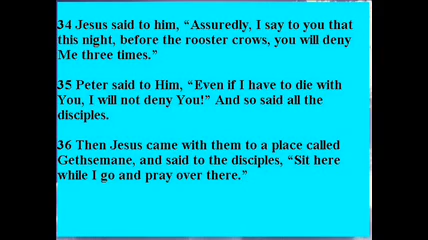 34 Jesus said to him, “Assuredly, I say to you that
this night, before the rooster crows, you will deny
Me three times.”
35 Peter said to Him, “Even if I have to die with
You, I will not deny You!” And so said all the
disciples.
36 Then Jesus came with them to a place called
Gethsemane, and said to the disciples, “Sit here
while I go and pray over there.”